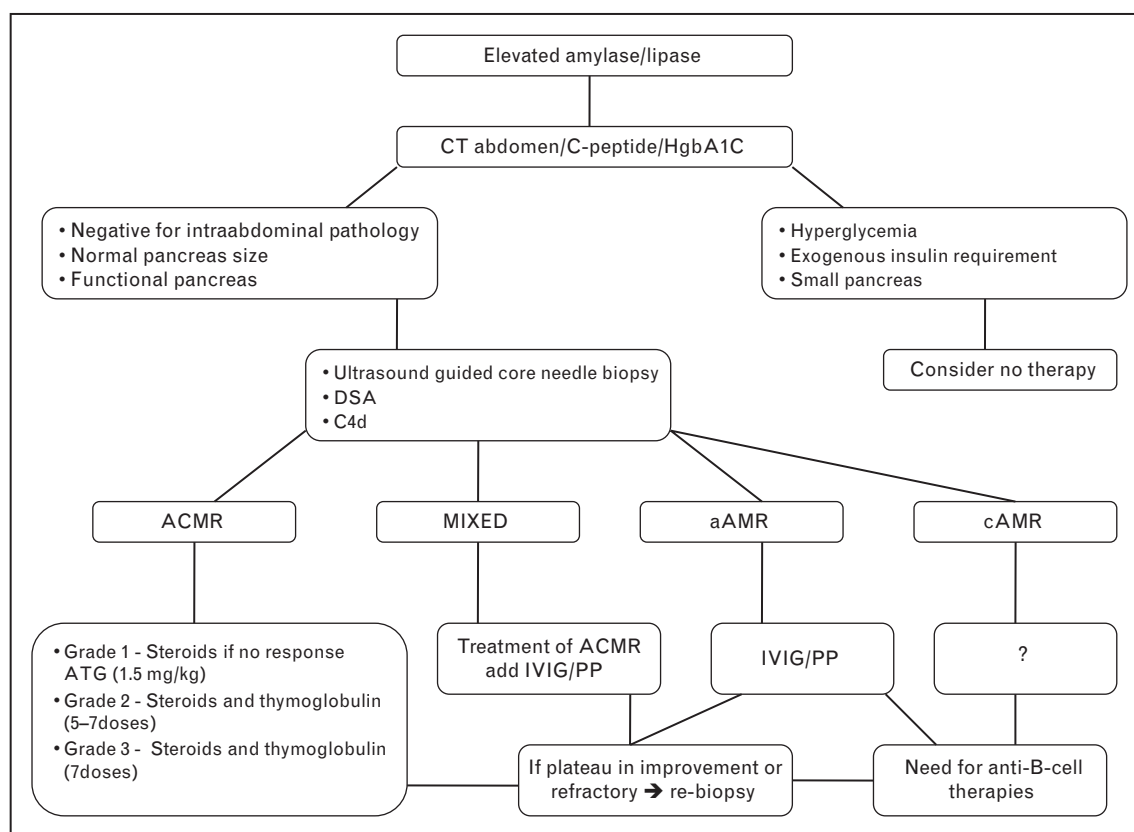 Elevated amylase/lipase
CT abdomen/C-peptide/HgbA1C
• Negative for intraabdominal pathology
• Normal pancreas size
• Functional pancreas
• Hyperglycemia
• Exogenous insulin requirement
• Small pancreas
Consider no therapy
• Ultrasound guided core needle biopsy
• DSA
• C4d
ACMR
MIXED
aAMR
cAMR
• Grade 1 - Steroids if no response
ATG (1.5 mg/kg)
• Grade 2 - Steroids and thymoglobulin
(5–7doses)
• Grade 3 - Steroids and thymoglobulin
(7doses)
Treatment of ACMR
add IVIG/PP
IVIG/PP
?
If plateau in improvement or
refractory ➔ re-biopsy
Need for anti-B-cell
therapies